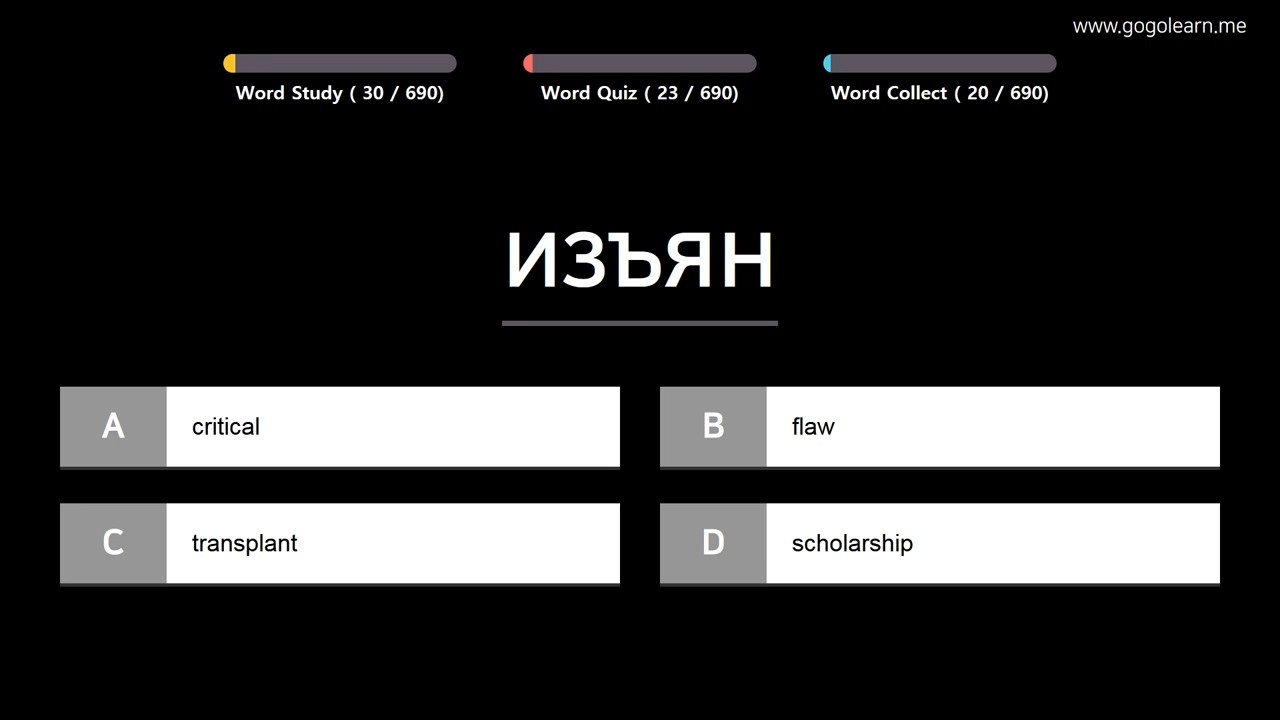 www.gogolearn.me
Word Study ( 30 / 690)
Word Quiz ( 23 / 690)
Word Collect ( 20 / 690)
ИЗЪЯН
A critical
B flaw
C transplant
D scholarship